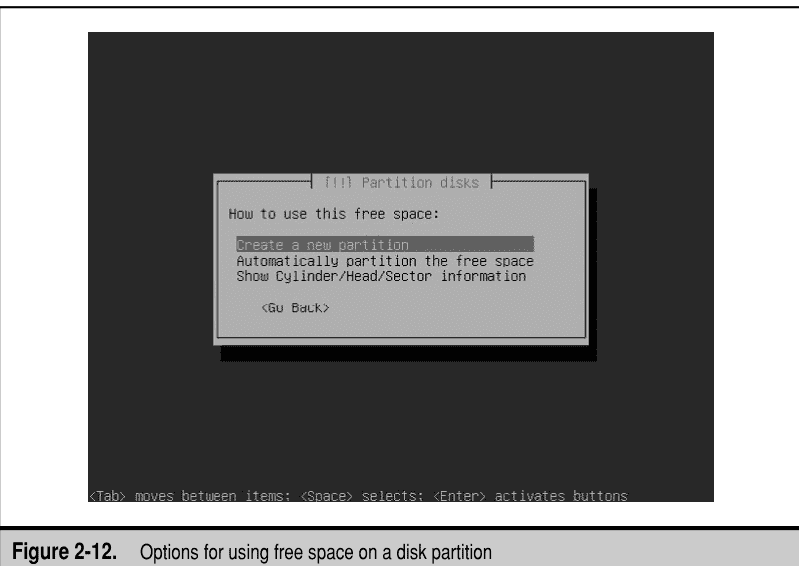 [!!] Partition disks
How to use this free space:
Create a new partition
Automatically partition the free space
Show Cylinder/Head/Sector information
<Go Back>
<Tab> moves between items; <Space> selects; <Enter> activates buttons
Figure 2-12. Options for using free space on a disk partition